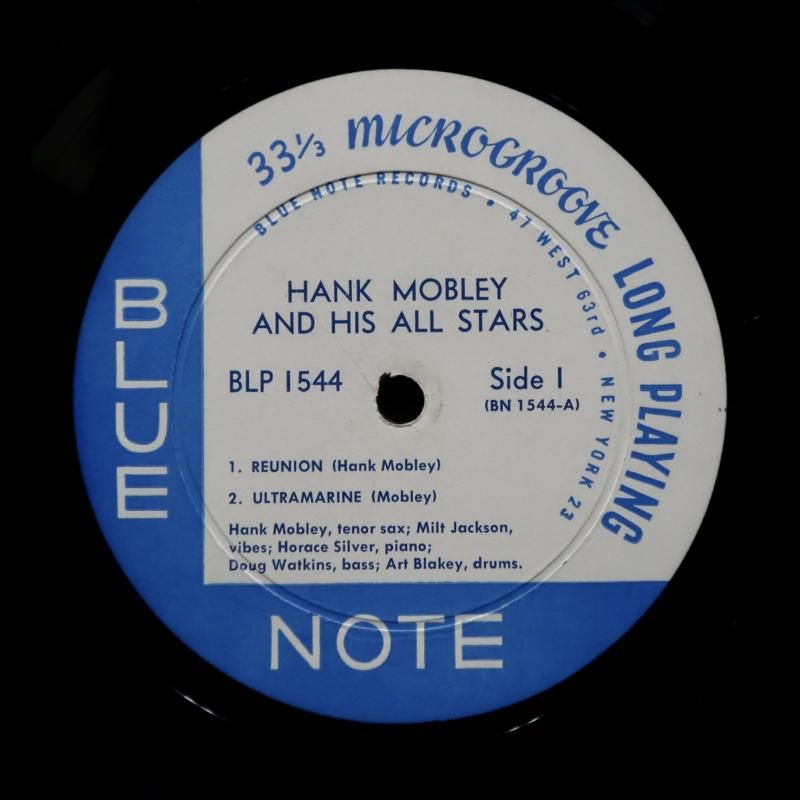 33⅓ MICROGROOVE LONG PLAYING
BLUE NOTE RECORDS • 47 WEST 63rd • NEW YORK 23
HANK MOBLEY
AND HIS ALL STARS
BLP 1544
Side 1
(BN 1544-A)
1. REUNION (Hank Mobley)
2. ULTRAMARINE (Mobley)
Hank Mobley, tenor sax; Milt Jackson,
vibes; Horace Silver, piano;
Doug Watkins, bass; Art Blakey, drums.
BLUE
NOTE